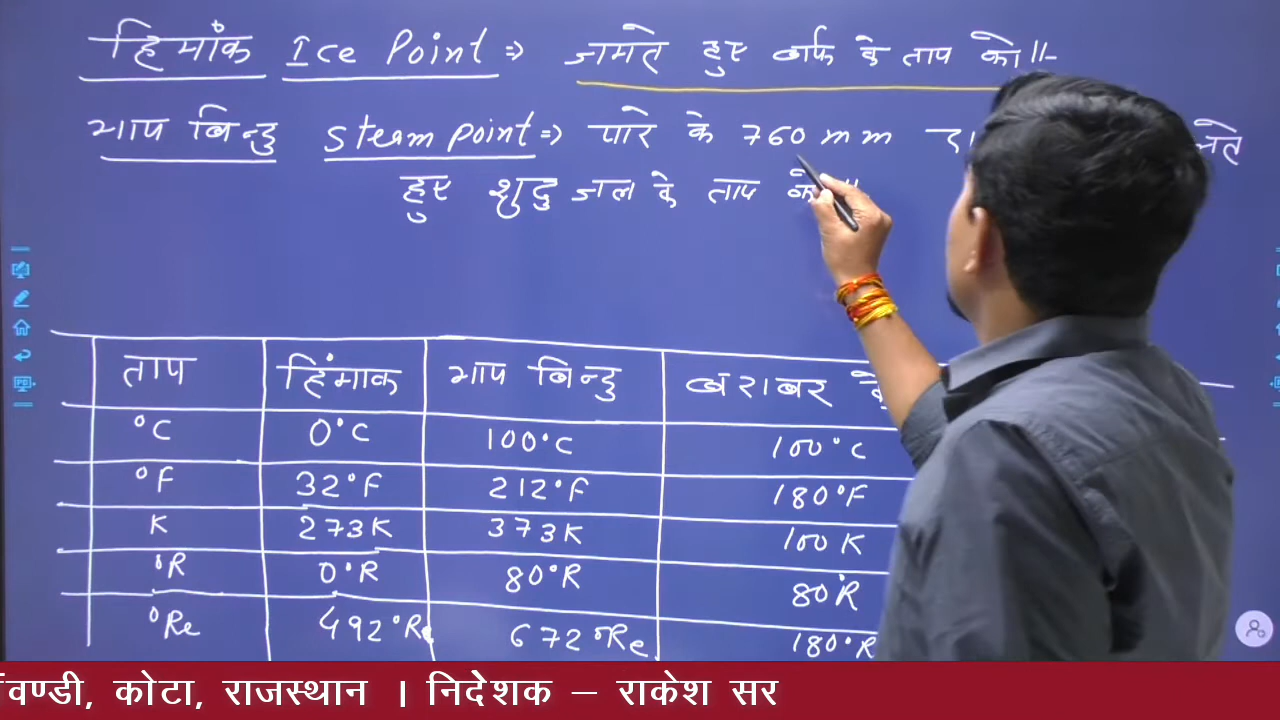 हिमांक Ice Point ⇒ जमते हुए बर्फ के ताप को॥-
भाप बिन्दु Steam point ⇒ पारे के 760 mm
हुए शुद्ध जल के ताप को॥
ताप हिंमाक भाप बिन्दु बराबर
°C 0°C 100°C 100°C
°F 32°F 212°F 180°F
K 273K 373K 100K
°R 0°R 80°R 80°R
°Re 492°Re 672°Re 180°R
वण्डी, कोटा, राजस्थान । निदेशक – राकेश सर